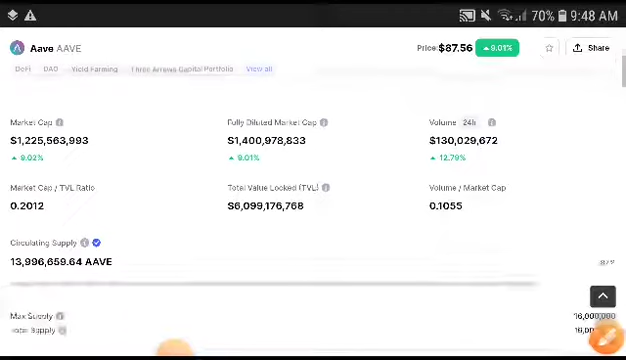 70% 9:48 AM
Aave AAVE Price:$87.56 9.01% Share
DeFi DAO Yield Farming Three Arrows Capital Portfolio View all
Market Cap Fully Diluted Market Cap Volume 24h
$1,225,563,993 $1,400,978,833 $130,029,672
9.02% 9.01% 12.79%
Market Cap / TVL Ratio Total Value Locked (TVL) Volume / Market Cap
0.2012 $6,099,176,768 0.1055
Circulating Supply
13,996,659.64 AAVE
Max Supply 16,000,000
Supply